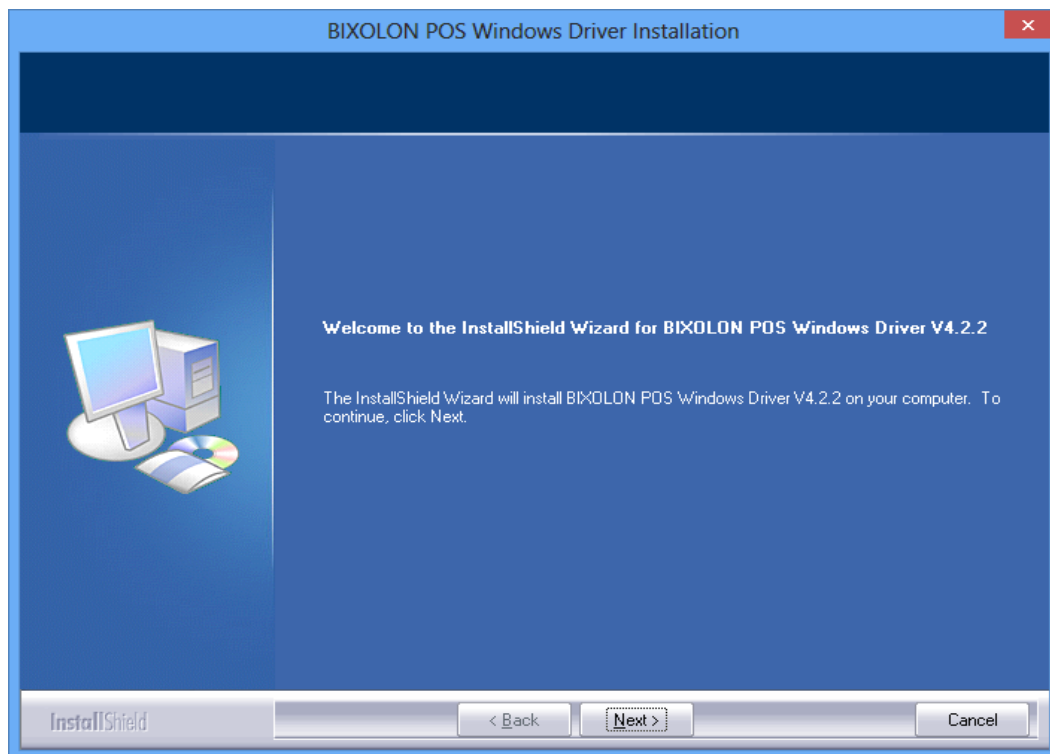 BIXOLON POS Windows Driver Installation
Welcome to the InstallShield Wizard for BIXOLON POS Windows Driver V4.2.2
The InstallShield Wizard will install BIXOLON POS Windows Driver V4.2.2 on your computer. To
continue, click Next.
InstallShield
< Back
Next >
Cancel